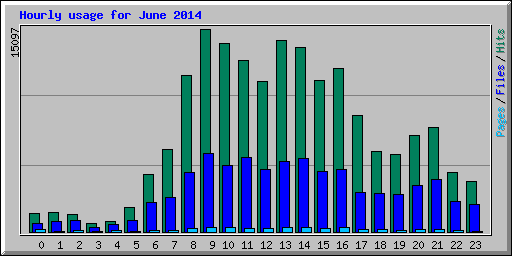 Hourly usage for June 2014
15097
Pages / Files / Hits
0 1 2 3 4 5 6 7 8 9 10 11 12 13 14 15 16 17 18 19 20 21 22 23